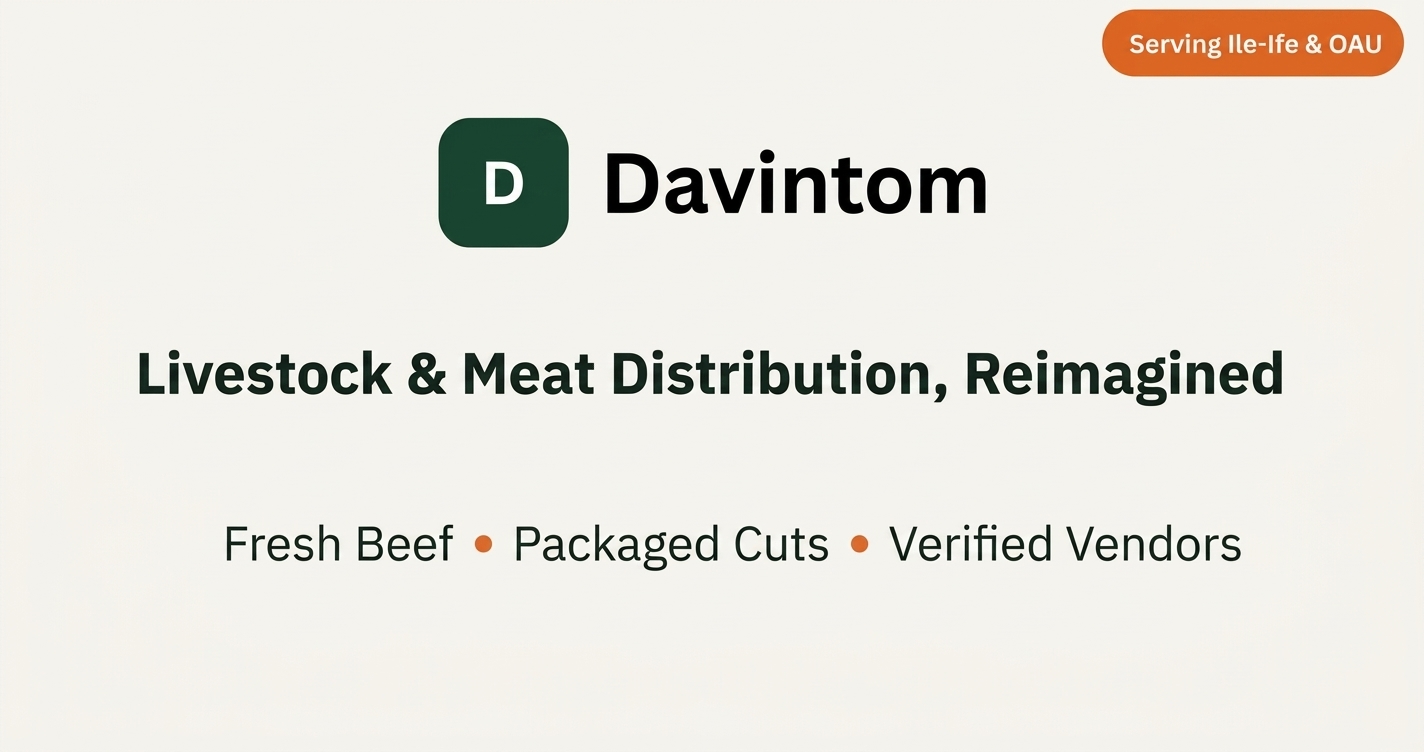 Serving Ile-Ife & OAU
D Davintom
Livestock & Meat Distribution, Reimagined
Fresh Beef • Packaged Cuts • Verified Vendors